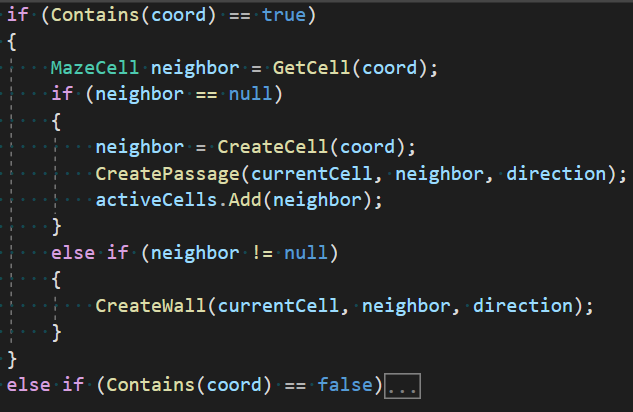 if (Contains(coord) == true)
{
    MazeCell neighbor = GetCell(coord);
    if (neighbor == null)
    {
        neighbor = CreateCell(coord);
        CreatePassage(currentCell, neighbor, direction);
        activeCells.Add(neighbor);
    }
    else if (neighbor != null)
    {
        CreateWall(currentCell, neighbor, direction);
    }
}
else if (Contains(coord) == false)...